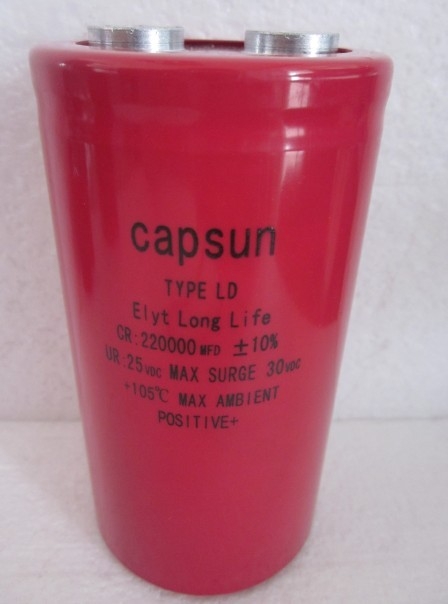 capsun
TYPE LD
Elyt Long Life
CR:220000MFD ±10%
UR:25VDC MAX SURGE 30VDC
+105℃ MAX AMBIENT
POSITIVE+